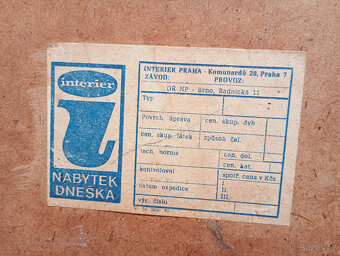 interier
NÁBYTEK
DNEŠKA
INTERIER PRAHA - Komunardů 28, Praha 7
ZÁVOD: PROVOZ:
OŘ NP - Brno, Radnická 11
Typ
Povrch. úprava cen. skup. dyh
cen. skup. látek způsob čal.
tech. norma cen. dol.
cen. kat.
kontroloval spotř. cena v Kčs
I.
datum expedice II.
III.
výr. číslo